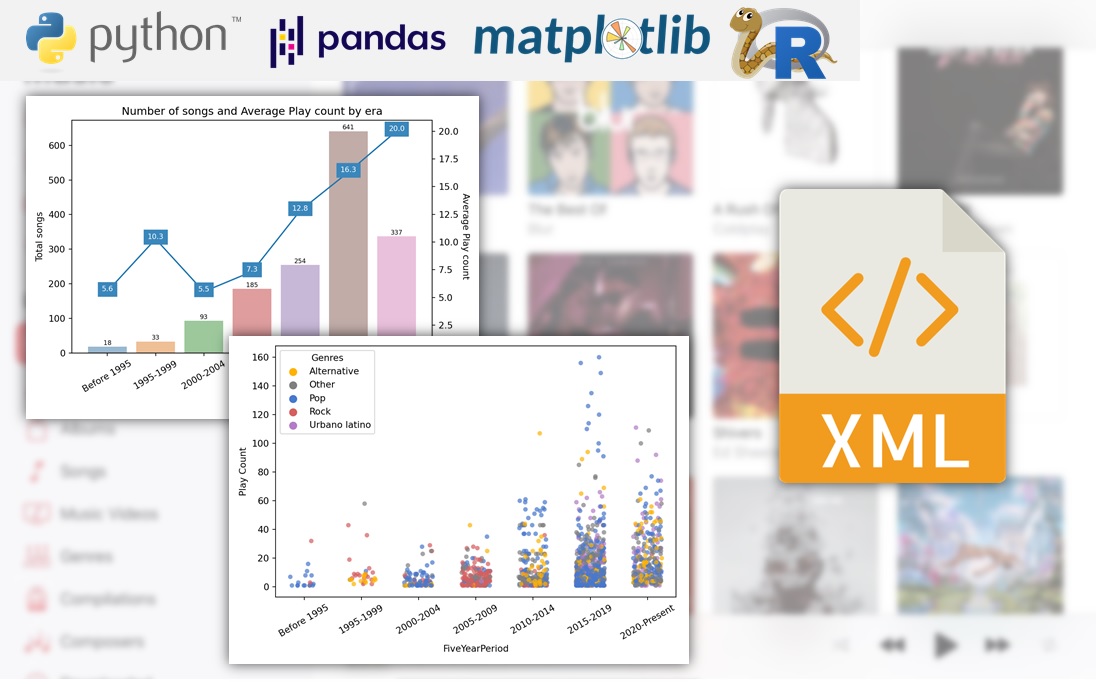 python™
pandas
matplotlib
R
Number of songs and Average Play count by era
Total songs
600
500
400
300
200
100
0
18
33
93
185
254
641
337
5.6
10.3
5.5
7.3
12.8
16.3
20.0
20.0
17.5
15.0
12.5
10.0
7.5
5.0
2.5
Average Play count
Before 1995
1995-1999
2000-2004
Genres
Alternative
Other
Pop
Rock
Urbano latino
Play Count
160
140
120
100
80
60
40
20
0
Before 1995
1995-1999
2000-2004
2005-2009
2010-2014
2015-2019
2020-Present
FiveYearPeriod
</>
XML
The Best Of
Blur
Albums
Songs
Music Videos
Genres
Compilations
Composers